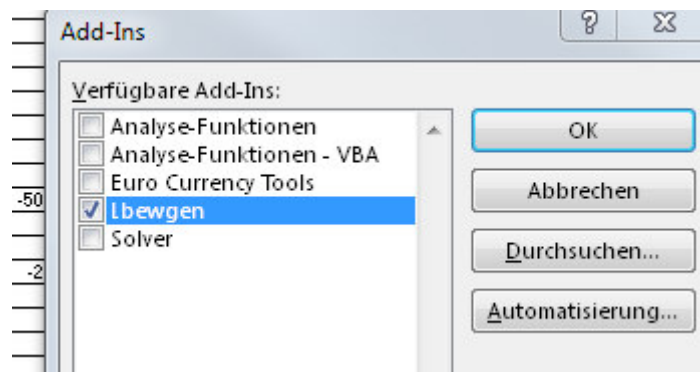 Add-Ins
Verfügbare Add-Ins:
Analyse-Funktionen
Analyse-Funktionen - VBA
Euro Currency Tools
Lbewgen
Solver
OK
Abbrechen
Durchsuchen...
Automatisierung...
-50
-2